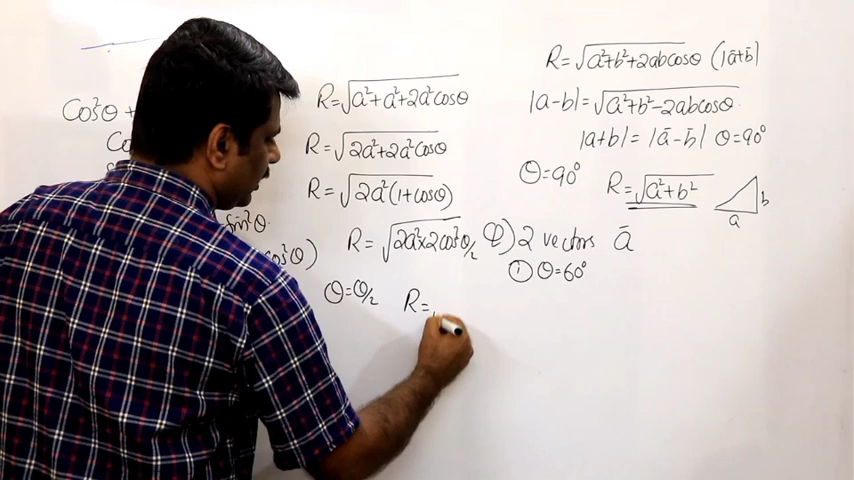 Cos²θ +
sin²θ
cos²θ)
R=√a²+a²+2a²cosθ
R=√2a²+2a²cosθ
R=√2a²(1+cosθ)
R=√2a²×2cos²θ/2
θ=θ/2 R=
R=√a²+b²+2abcosθ (|ā+b̄|
|a-b|=√a²+b²-2abcosθ
|a+b|=|ā-b̄| θ=90°
θ=90° R=√a²+b²
b
a
Q) 2 vectors ā
① θ=60°